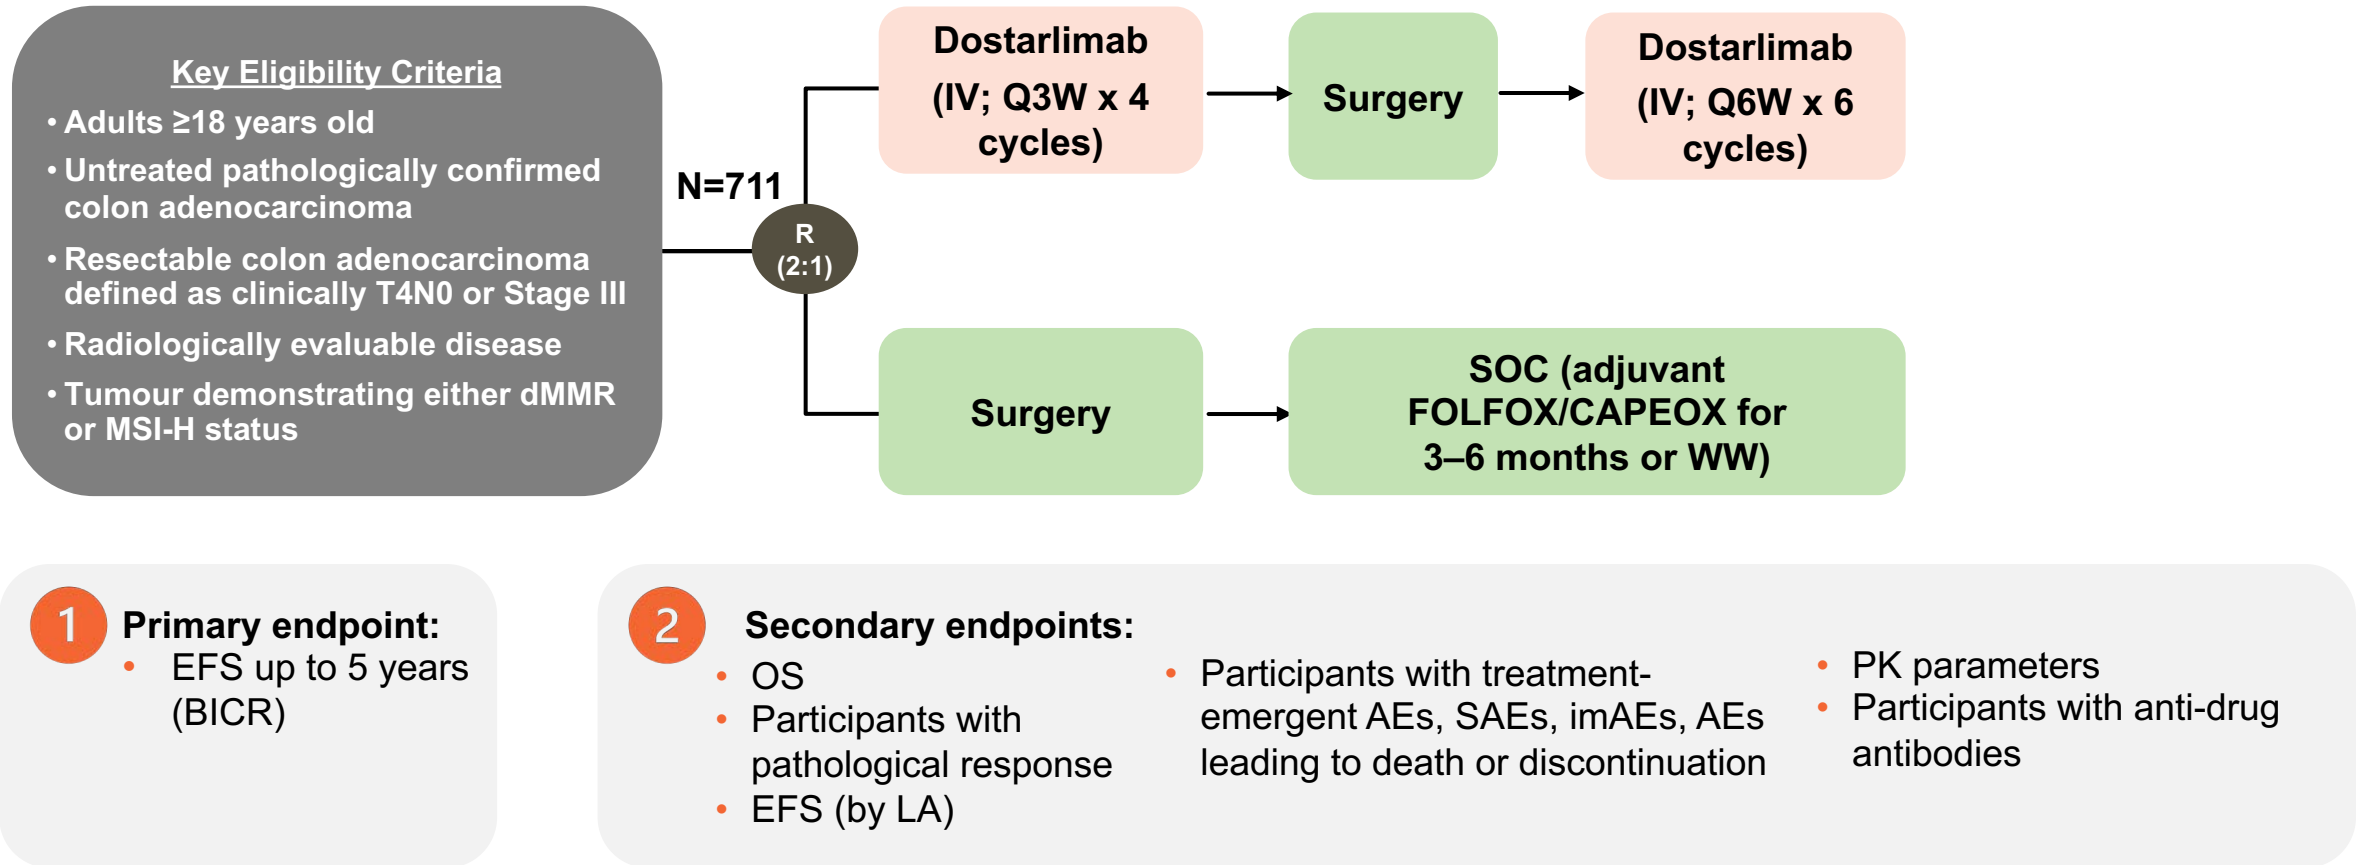 Key Eligibility Criteria
• Adults ≥18 years old
• Untreated pathologically confirmed
colon adenocarcinoma
• Resectable colon adenocarcinoma
defined as clinically T4N0 or Stage III
• Radiologically evaluable disease
• Tumour demonstrating either dMMR
or MSI-H status
N=711
R
(2:1)
Dostarlimab
(IV; Q3W x 4
cycles)
Surgery
Dostarlimab
(IV; Q6W x 6
cycles)
Surgery
SOC (adjuvant
FOLFOX/CAPEOX for
3–6 months or WW)
1
Primary endpoint:
• EFS up to 5 years
(BICR)
2
Secondary endpoints:
• OS
• Participants with
pathological response
• EFS (by LA)
• Participants with treatment-
emergent AEs, SAEs, imAEs, AEs
leading to death or discontinuation
• PK parameters
• Participants with anti-drug
antibodies